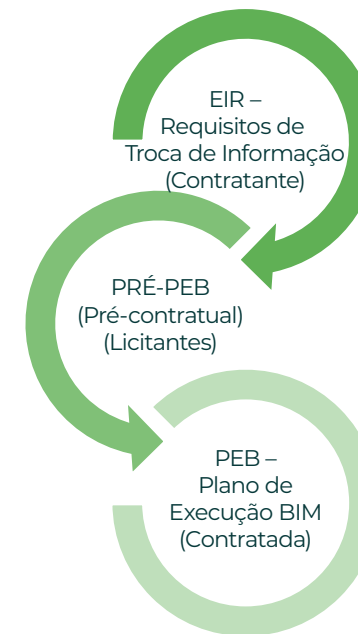 EIR –
Requisitos de
Troca de Informação
(Contratante)
PRÉ-PEB
(Pré-contratual)
(Licitantes)
PEB –
Plano de
Execução BIM
(Contratada)